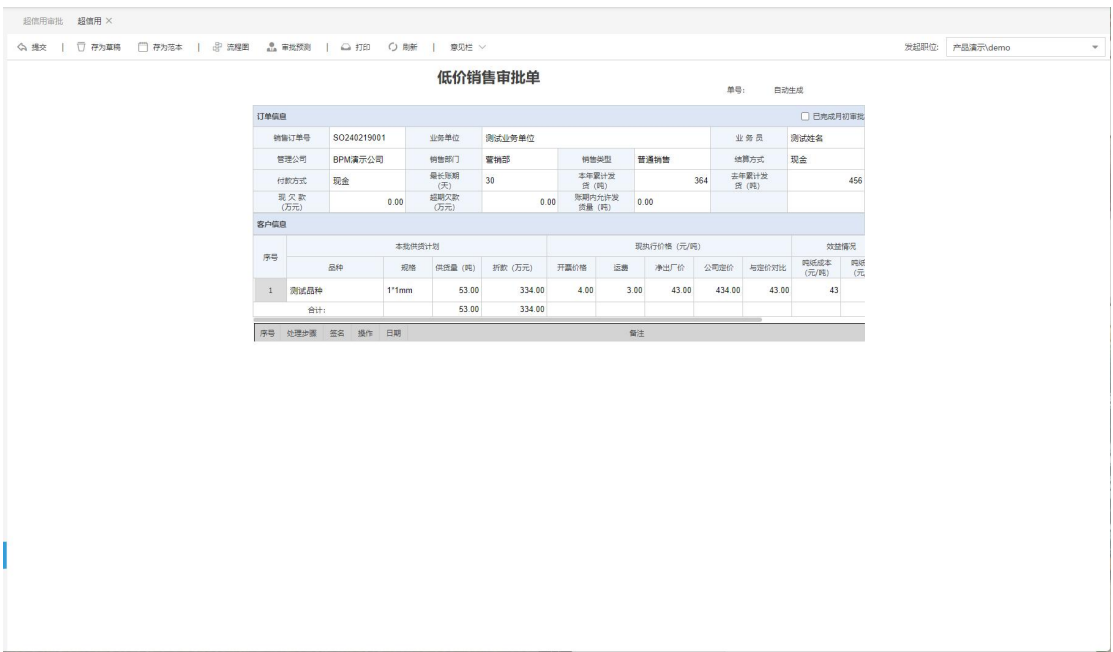 超信用审批 超信用 ×
提交 | 存为草稿 存为范本 | 流程图 审批预测 | 打印 刷新 | 意见栏 发起职位: 产品演示\demo
低价销售审批单
单号: 自动生成
订单信息 已完成月初审批
销售订单号 SO240219001 业务单位 测试业务单位 业 务 员 测试姓名
管理公司 BPM演示公司 销售部门 营销部 销售类型 普通销售 结算方式 现金
付款方式 现金 最长账期(天) 30 本年累计发货(吨) 364 去年累计发货(吨) 456
现 欠 款(万元) 0.00 超期欠款(万元) 0.00 账期内允许发货量(吨) 0.00
客户信息
序号 本批供货计划 现执行价格(元/吨) 效益情况
品种 规格 供货量(吨) 折款(万元) 开票价格 运费 净出厂价 公司定价 与定价对比 吨纸成本(元/吨) 吨纸(元
1 测试品种 1*1mm 53.00 334.00 4.00 3.00 43.00 434.00 43.00 43
合计: 53.00 334.00
序号 处理步骤 签名 操作 日期 备注